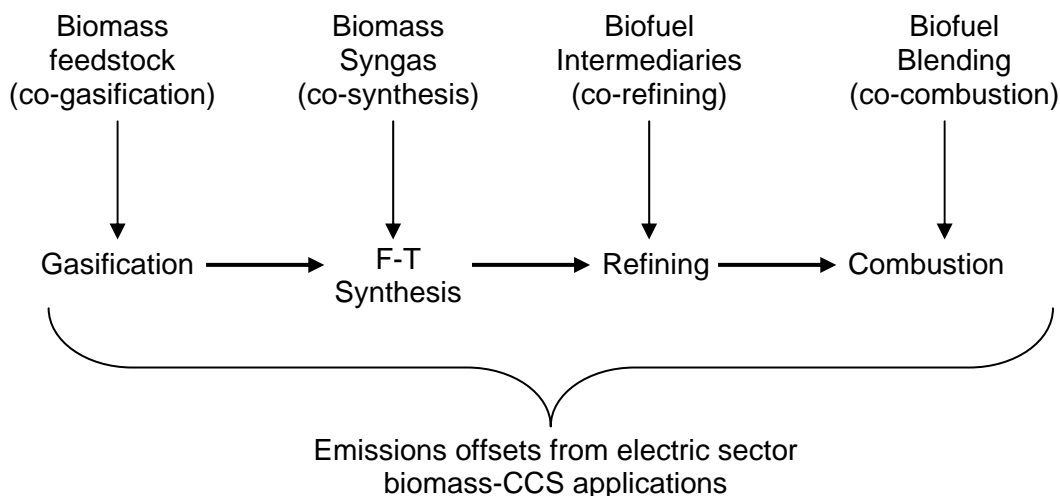 Biomass
feedstock
(co-gasification)
Biomass
Syngas
(co-synthesis)
Biofuel
Intermediaries
(co-refining)
Biofuel
Blending
(co-combustion)
Gasification
F-T
Synthesis
Refining
Combustion
Emissions offsets from electric sector
biomass-CCS applications